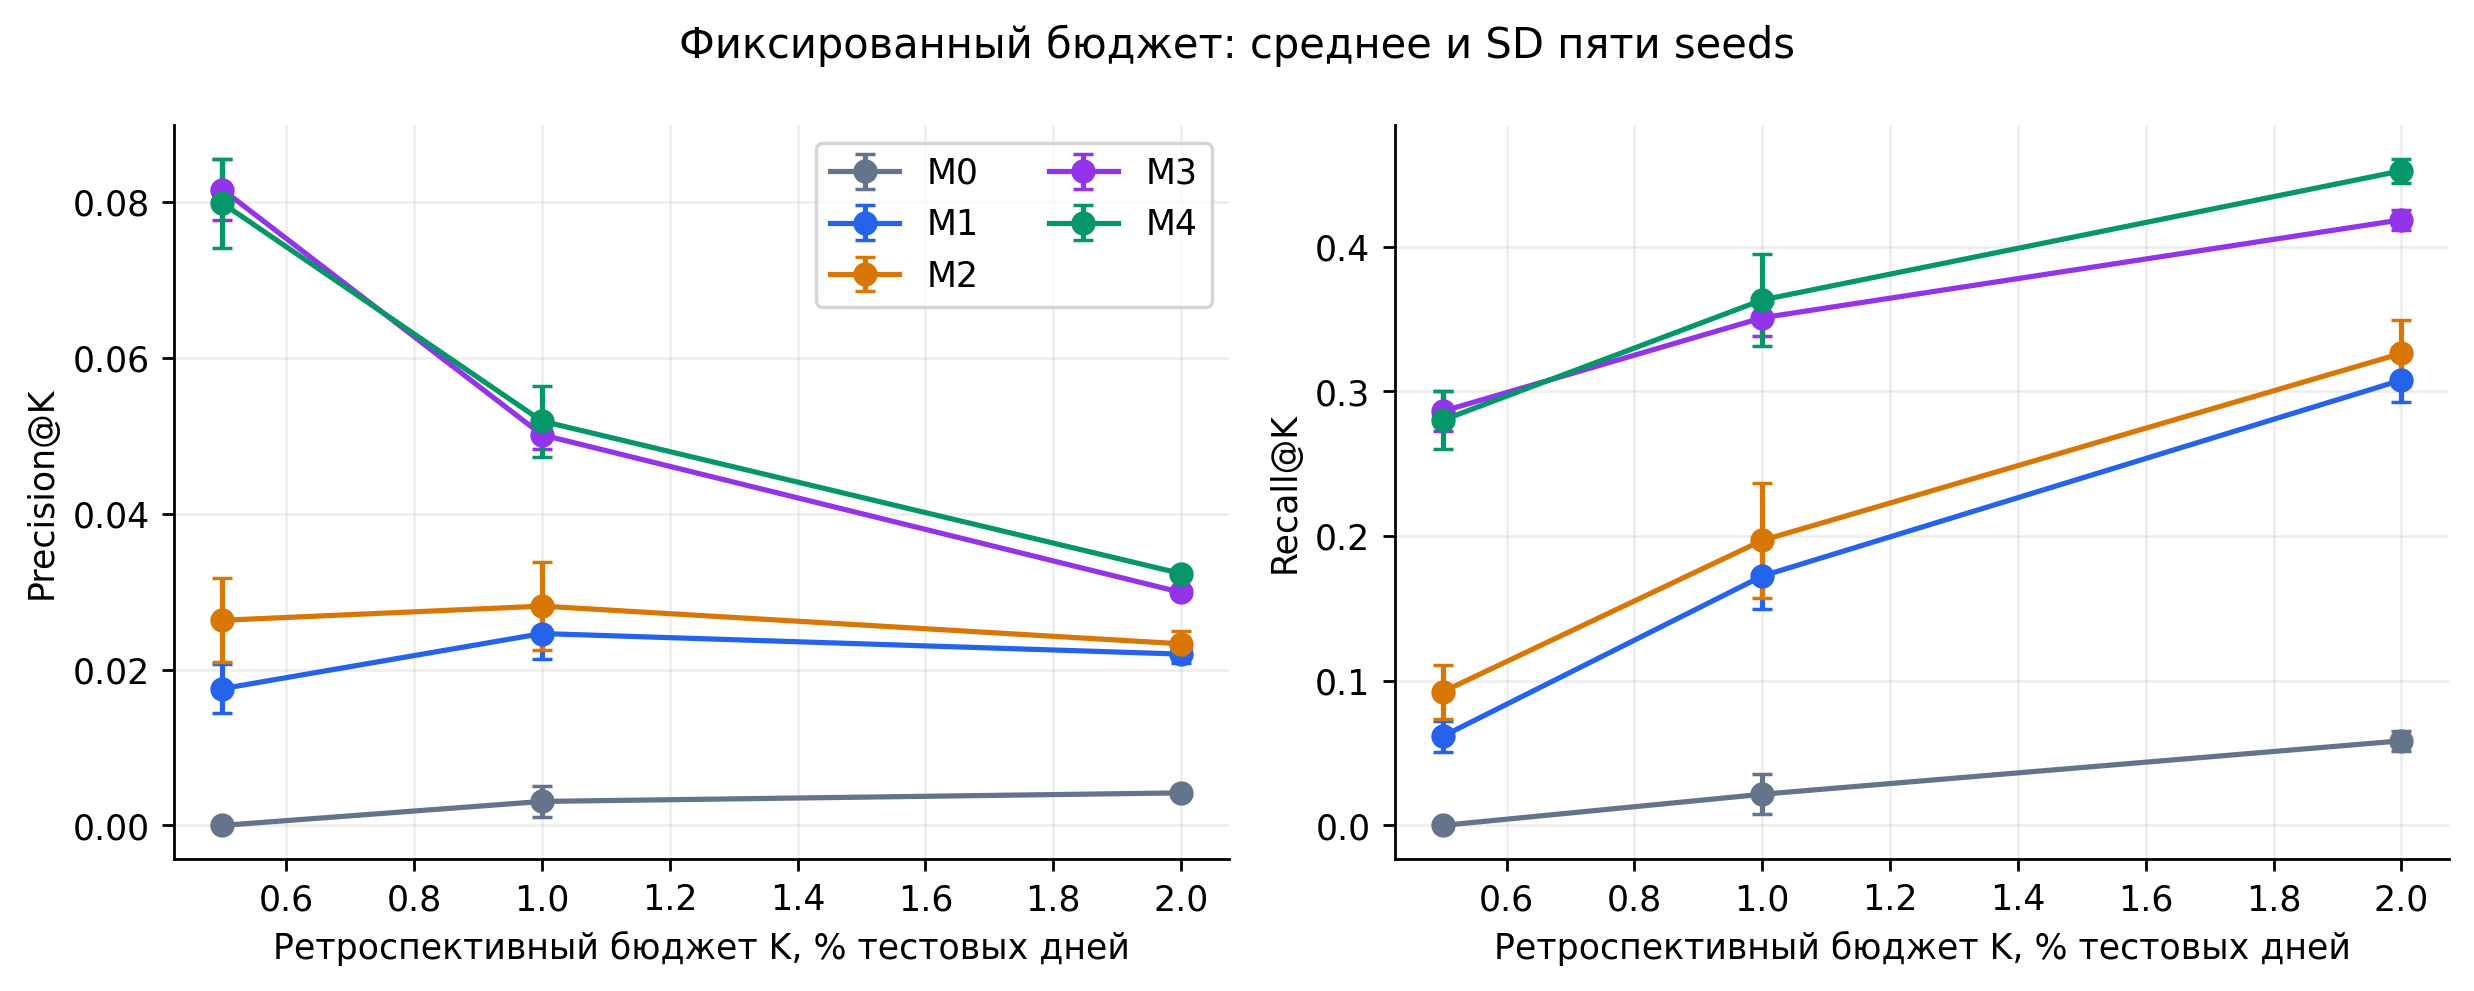 Фиксированный бюджет: среднее и SD пяти seeds
M0
M1
M2
M3
M4
Precision@K
0.08
0.06
0.04
0.02
0.00
0.6 0.8 1.0 1.2 1.4 1.6 1.8 2.0
Ретроспективный бюджет K, % тестовых дней
Recall@K
0.4
0.3
0.2
0.1
0.0
0.6 0.8 1.0 1.2 1.4 1.6 1.8 2.0
Ретроспективный бюджет K, % тестовых дней